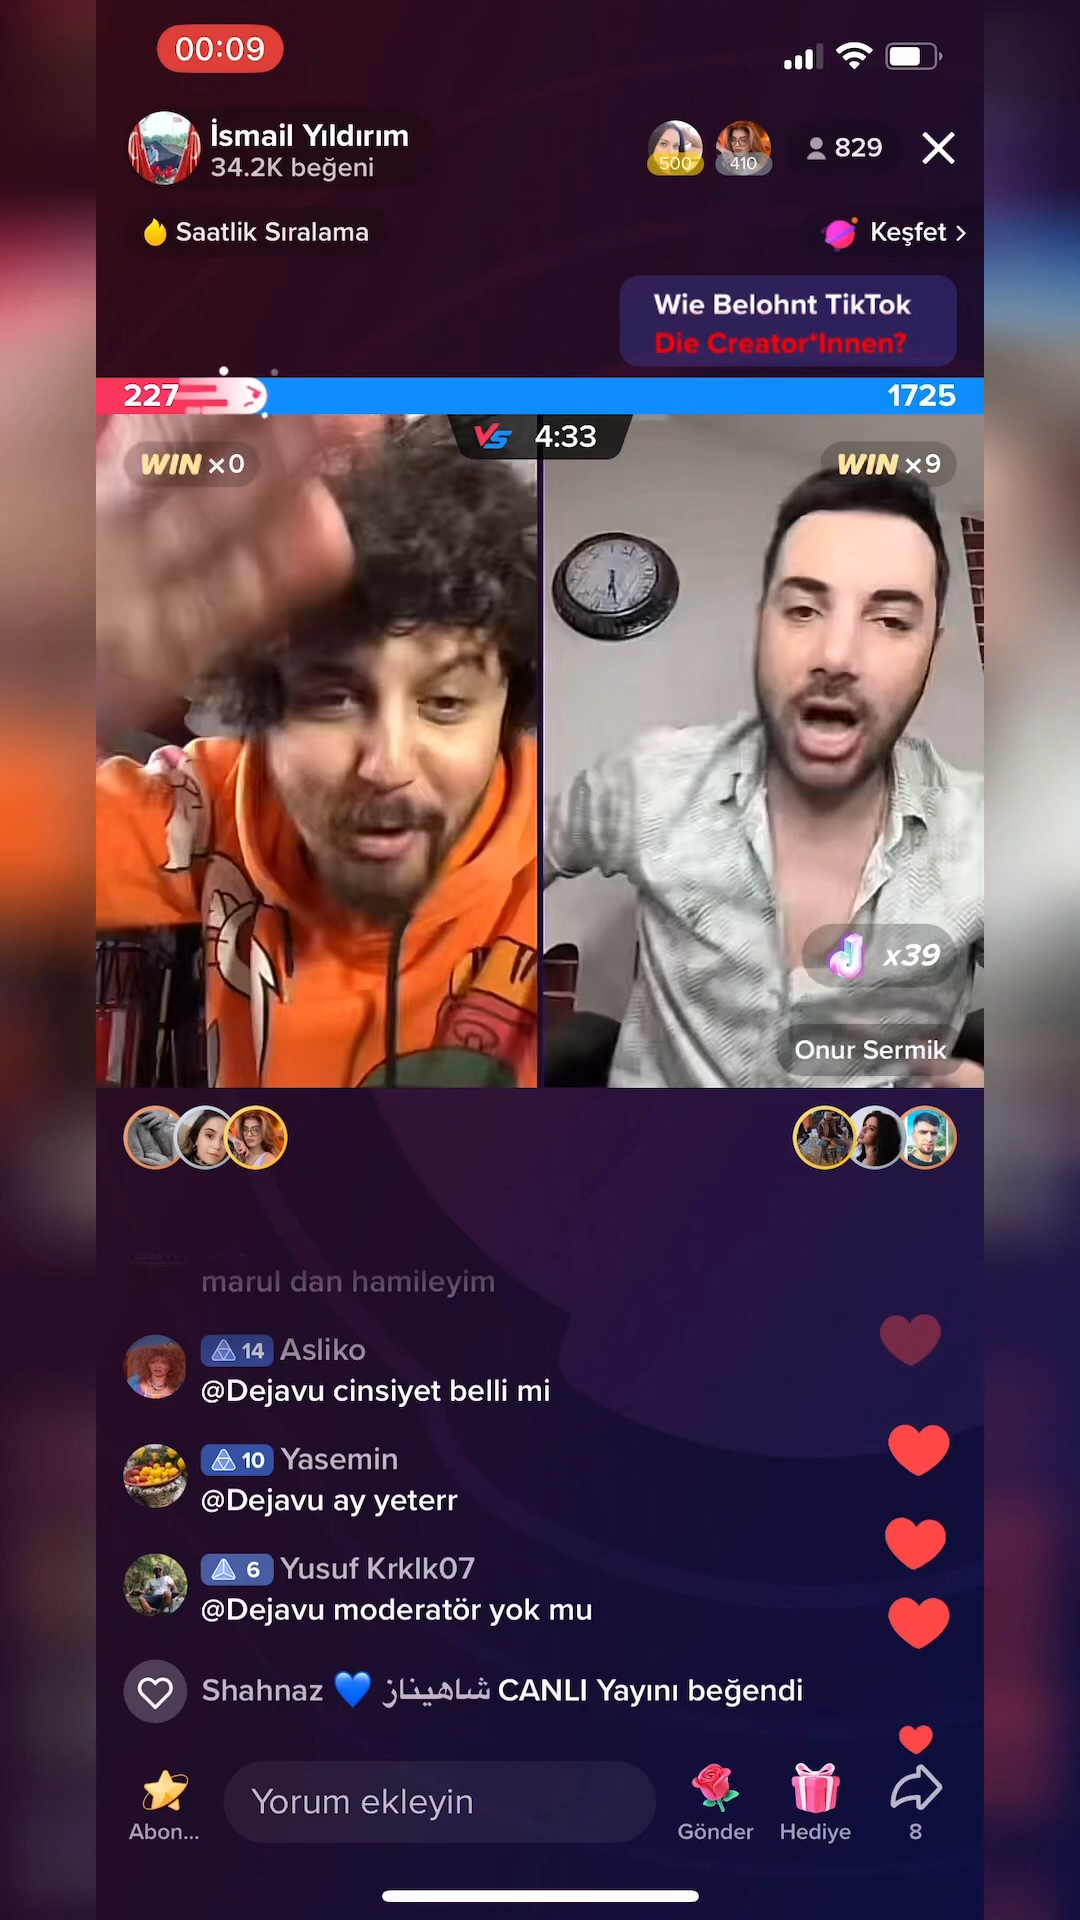 00:09
İsmail Yıldırım
34.2K beğeni
500
410
829
Saatlik Sıralama
Keşfet >
Wie Belohnt TikTok
Die Creator*Innen?
227
1725
VS 4:33
WIN x0
WIN x9
x39
Onur Sermik
marul dan hamileyim
14 Asliko
@Dejavu cinsiyet belli mi
10 Yasemin
@Dejavu ay yeterr
6 Yusuf Krklk07
@Dejavu moderatör yok mu
Shahnaz 💙 شاهيناز CANLI Yayını beğendi
Abon...
Yorum ekleyin
Gönder
Hediye
8